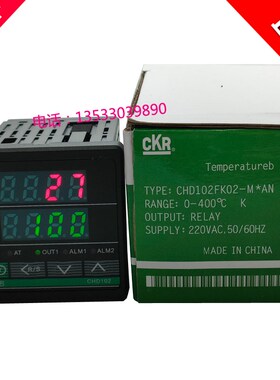 电话：13533039890
CKR
Temperatureb
TYPE: CHD102FK02-M*AN
RANGE: 0-400℃ K
OUTPUT: RELAY
SUPPLY: 220VAC.50/60HZ
MADE IN CHINA
27
100
AT OUT1 ALM1 ALM2
<R/S
CHD102